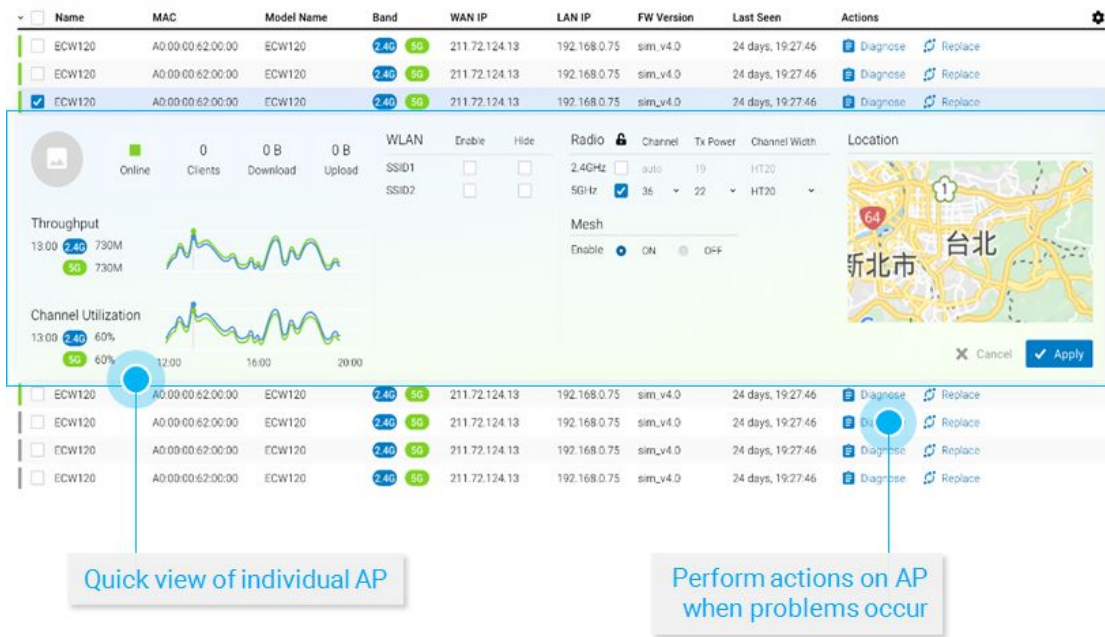 Name MAC Model Name Band WAN IP LAN IP FW Version Last Seen Actions
ECW120 A0:00:00:62:00:00 ECW120 2.4G 5G 211.72.124.13 192.168.0.75 sim_v4.0 24 days, 19:27:46 Diagnose Replace
ECW120 A0:00:00:62:00:00 ECW120 2.4G 5G 211.72.124.13 192.168.0.75 sim_v4.0 24 days, 19:27:46 Diagnose Replace
ECW120 A0:00:00:62:00:00 ECW120 2.4G 5G 211.72.124.13 192.168.0.75 sim_v4.0 24 days, 19:27:46 Diagnose Replace
0 0 B 0 B
Online Clients Download Upload
Throughput
13:00 2.4G 730M
5G 730M
Channel Utilization
13:00 2.4G 60%
5G 60%
12:00 16:00 20:00
WLAN Enable Hide
SSID1
SSID2
Radio Channel Tx Power Channel Width
2.4GHz auto 19 HT20
5GHz 36 22 HT20
Mesh
Enable ON OFF
Location
1
64
台北
新北市
Cancel Apply
ECW120 A0:00:00:62:00:00 ECW120 2.4G 5G 211.72.124.13 192.168.0.75 sim_v4.0 24 days, 19:27:46 Diagnose Replace
ECW120 A0:00:00:62:00:00 ECW120 2.4G 5G 211.72.124.13 192.168.0.75 sim_v4.0 24 days, 19:27:46 Replace
ECW120 A0:00:00:62:00:00 ECW120 2.4G 5G 211.72.124.13 192.168.0.75 sim_v4.0 24 days, 19:27:46 Diagnose Replace
ECW120 A0:00:00:62:00:00 ECW120 2.4G 5G 211.72.124.13 192.168.0.75 sim_v4.0 24 days, 19:27:46 Diagnose Replace
Quick view of individual AP
Perform actions on AP
when problems occur